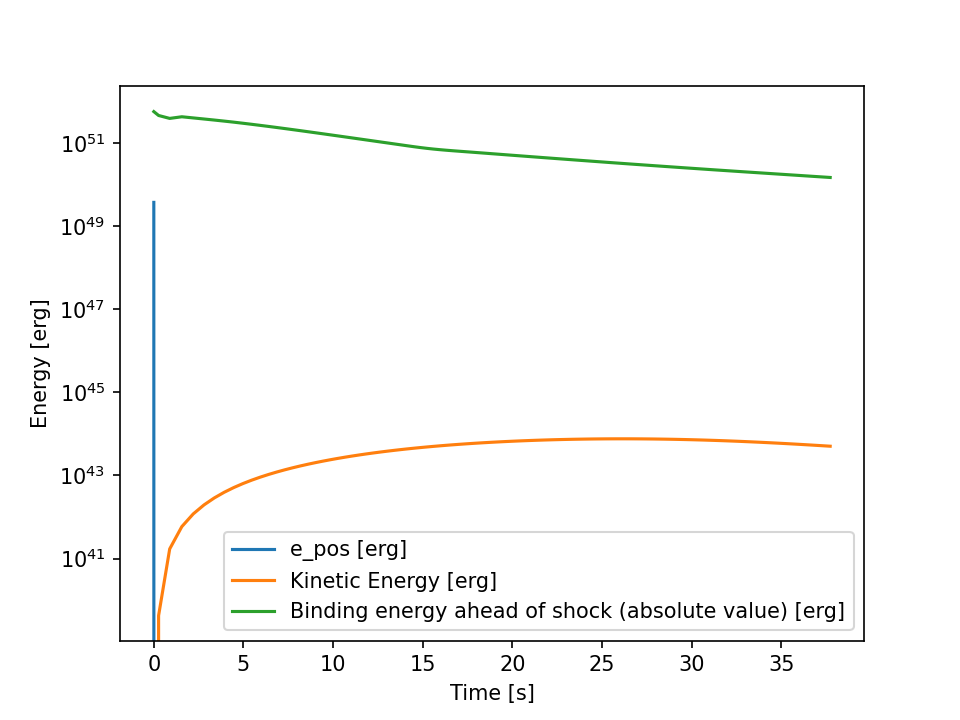 Energy [erg]
10^51
10^49
10^47
10^45
10^43
10^41
e_pos [erg]
Kinetic Energy [erg]
Binding energy ahead of shock (absolute value) [erg]
0 5 10 15 20 25 30 35
Time [s]